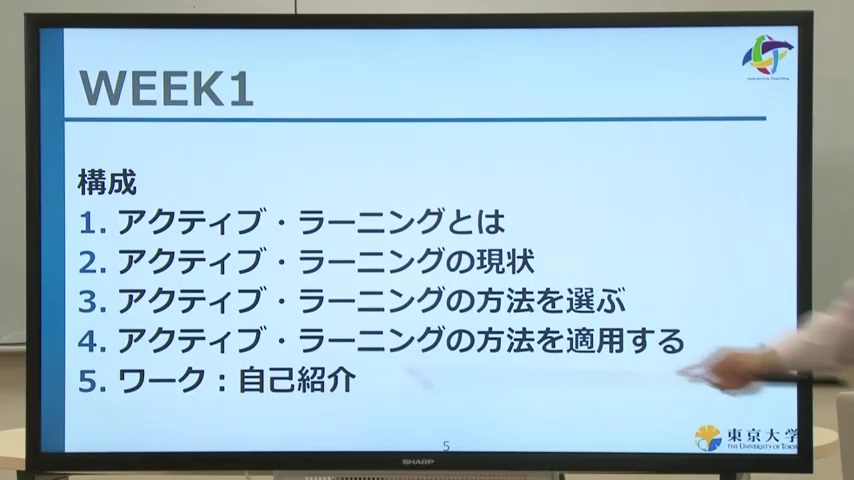 WEEK1
Interactive Teaching
構成
1. アクティブ・ラーニングとは
2. アクティブ・ラーニングの現状
3. アクティブ・ラーニングの方法を選ぶ
4. アクティブ・ラーニングの方法を適用する
5. ワーク：自己紹介
5
東京大学
THE UNIVERSITY OF TOKYO
SHARP